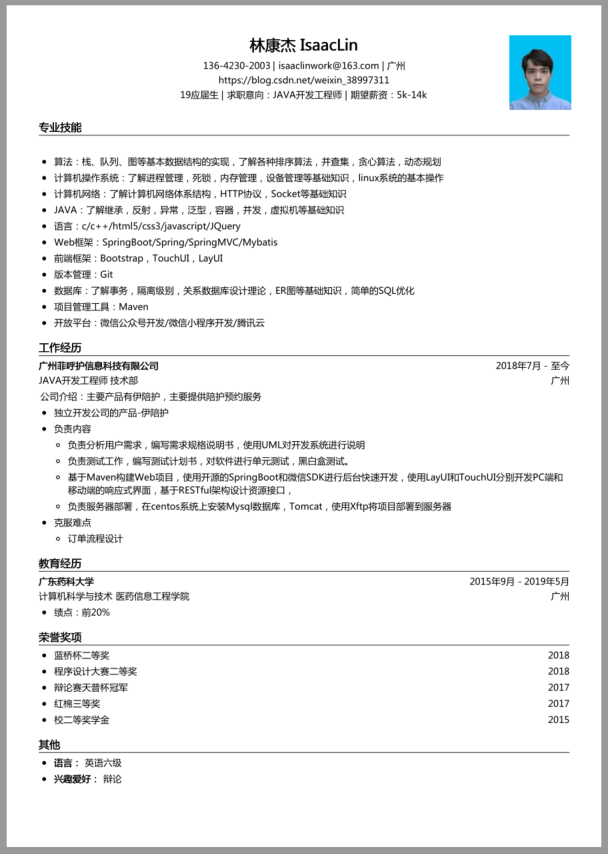 林康杰 IsaacLin
136-4230-2003 | isaaclinwork@163.com | 广州
https://blog.csdn.net/weixin_38997311
19应届生 | 求职意向：JAVA开发工程师 | 期望薪资：5k-14k
专业技能
● 算法：栈、队列、图等基本数据结构的实现，了解各种排序算法，并查集，贪心算法，动态规划
● 计算机操作系统：了解进程管理，死锁，内存管理，设备管理等基础知识，linux系统的基本操作
● 计算机网络：了解计算机网络体系结构，HTTP协议，Socket等基础知识
● JAVA：了解继承，反射，异常，泛型，容器，并发，虚拟机等基础知识
● 语言：c/c++/html5/css3/javascript/JQuery
● Web框架：SpringBoot/Spring/SpringMVC/Mybatis
● 前端框架：Bootstrap，TouchUI，LayUI
● 版本管理：Git
● 数据库：了解事务，隔离级别，关系数据库设计理论，ER图等基础知识，简单的SQL优化
● 项目管理工具：Maven
● 开放平台：微信公众号开发/微信小程序开发/腾讯云
工作经历
广州菲呼护信息科技有限公司 2018年7月 - 至今
JAVA开发工程师 技术部 广州
公司介绍：主要产品有伊陪护，主要提供陪护预约服务
● 独立开发公司的产品-伊陪护
● 负责内容
○ 负责分析用户需求，编写需求规格说明书，使用UML对开发系统进行说明
○ 负责测试工作，编写测试计划书，对软件进行单元测试，黑白盒测试。
○ 基于Maven构建Web项目，使用开源的SpringBoot和微信SDK进行后台快速开发，使用LayUI和TouchUI分别开发PC端和
移动端的响应式界面，基于RESTful架构设计资源接口，
○ 负责服务器部署，在centos系统上安装Mysql数据库，Tomcat，使用Xftp将项目部署到服务器
● 克服难点
○ 订单流程设计
教育经历
广东药科大学 2015年9月 - 2019年5月
计算机科学与技术 医药信息工程学院 广州
● 绩点：前20%
荣誉奖项
● 蓝桥杯二等奖 2018
● 程序设计大赛二等奖 2018
● 辩论赛天普杯冠军 2017
● 红棉三等奖 2017
● 校二等奖学金 2015
其他
● 语言： 英语六级
● 兴趣爱好： 辩论